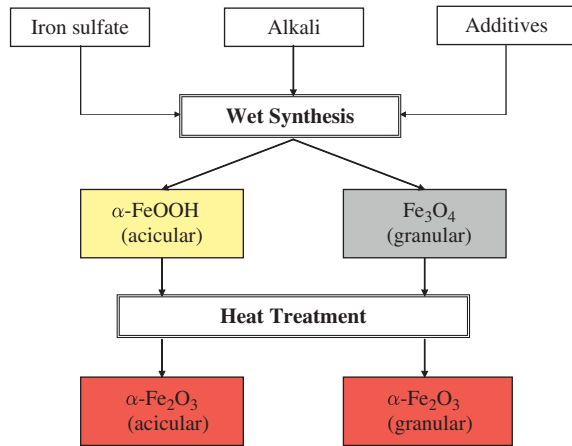 Iron sulfate
Alkali
Additives
Wet Synthesis
α-FeOOH
(acicular)
Fe₃O₄
(granular)
Heat Treatment
α-Fe₂O₃
(acicular)
α-Fe₂O₃
(granular)